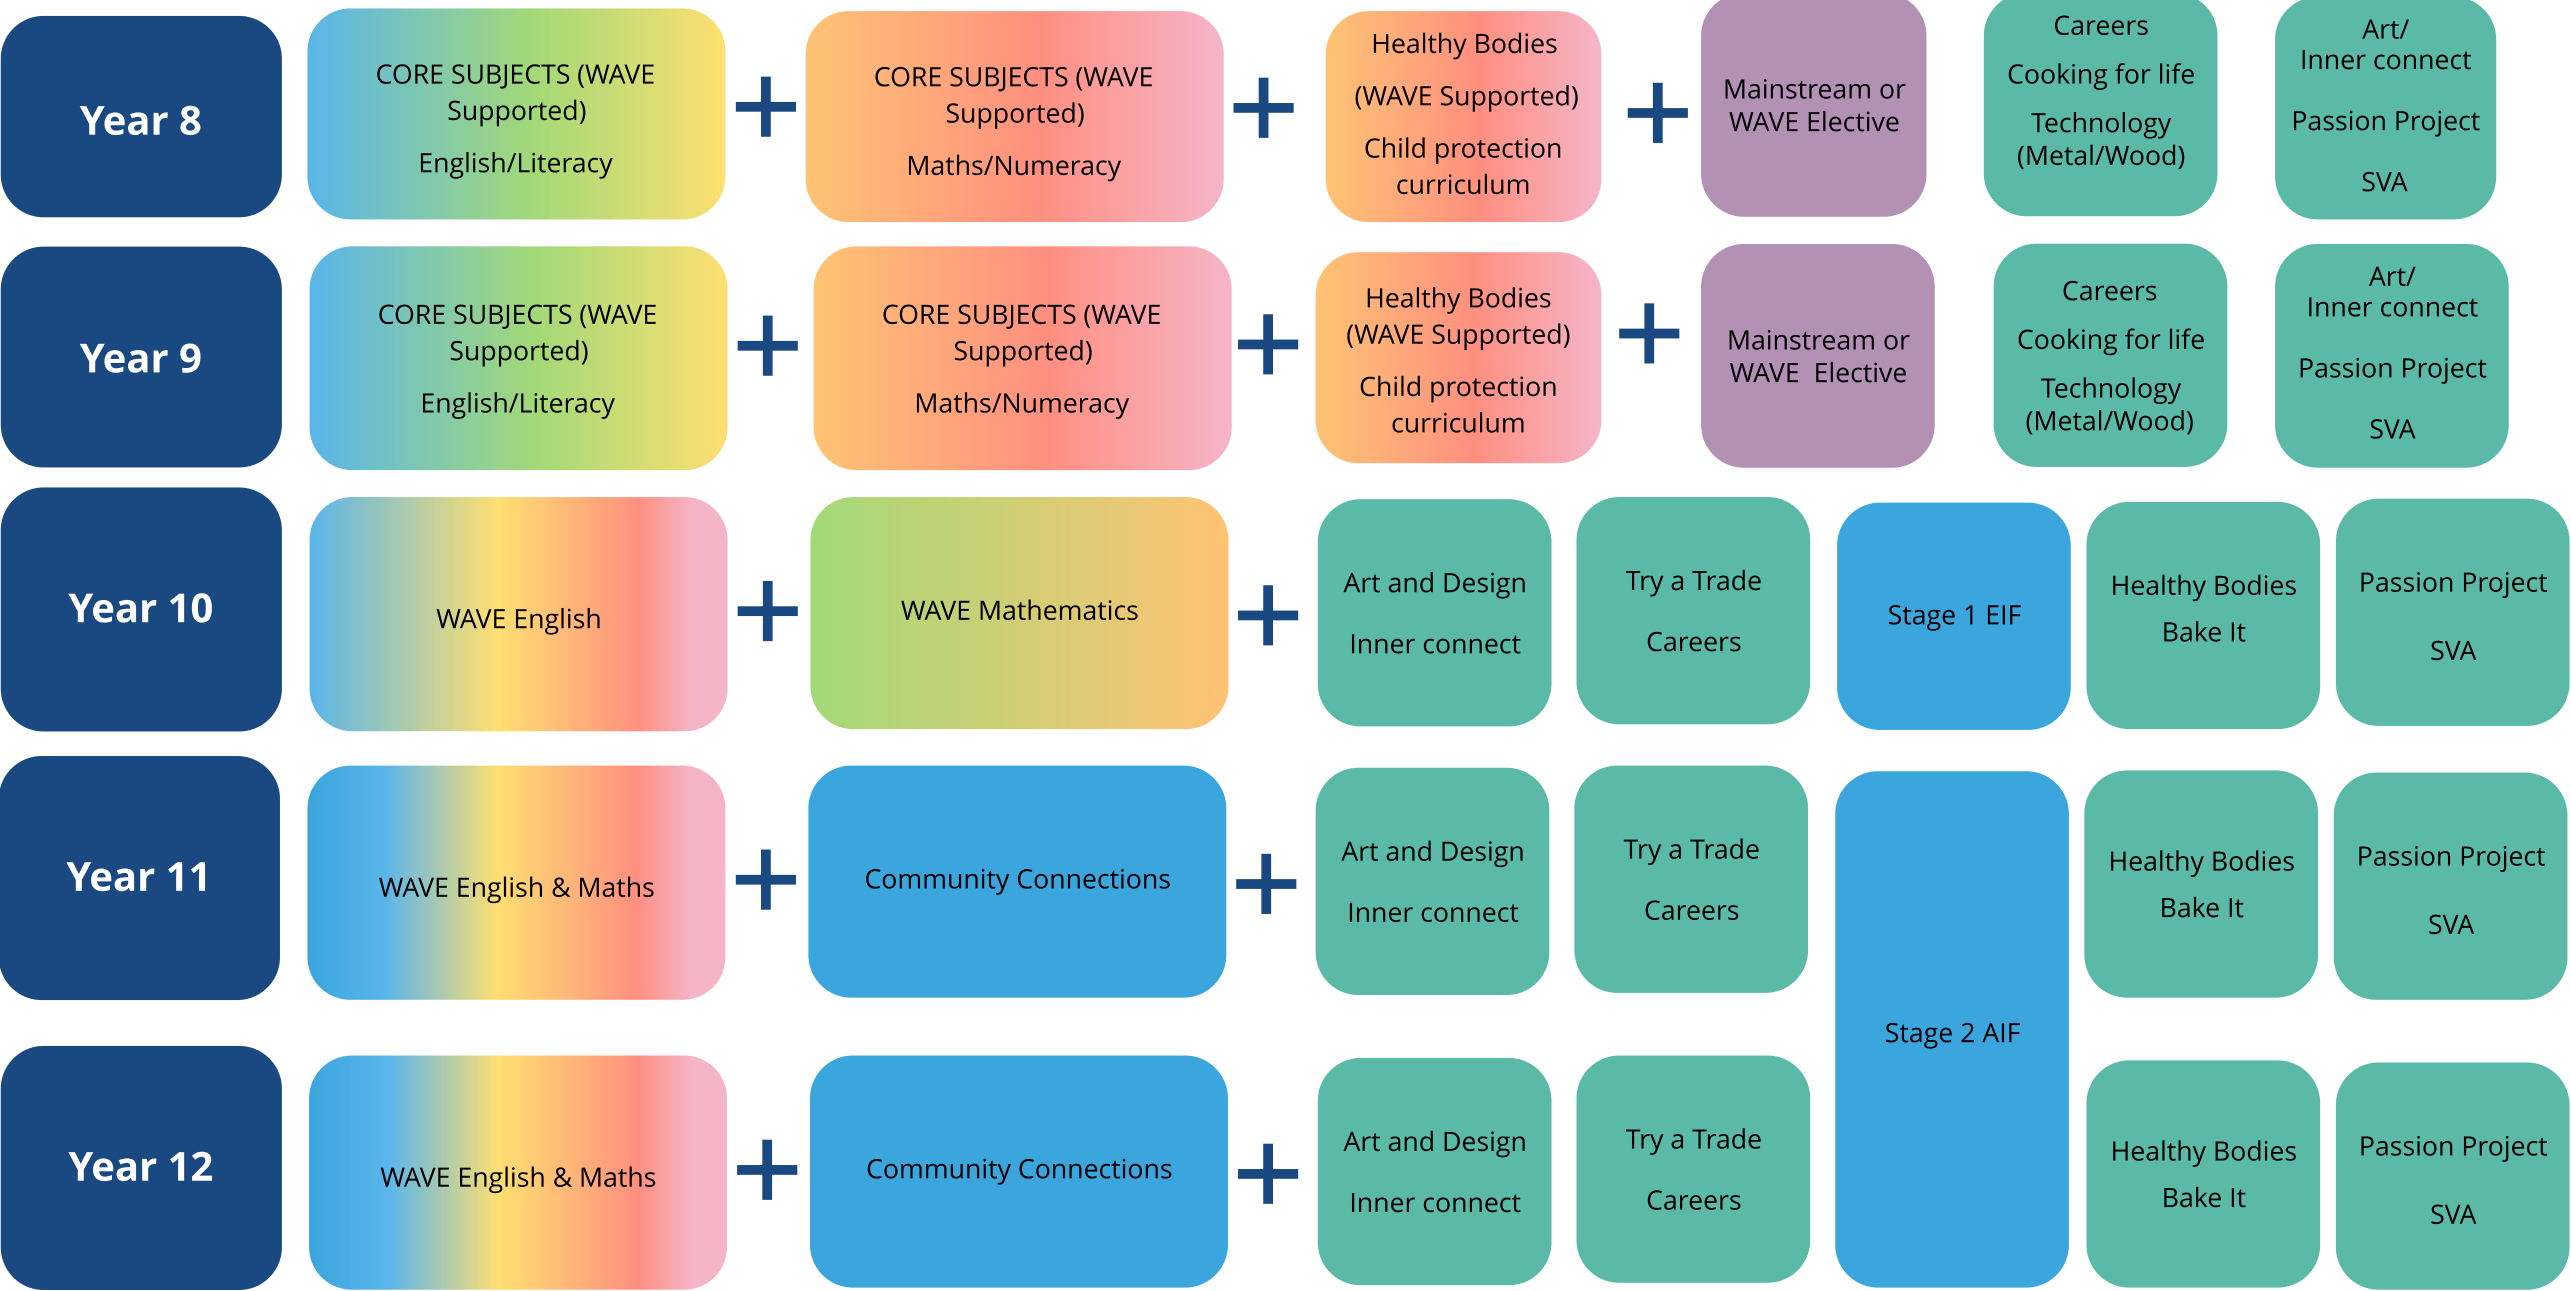 Year 8
CORE SUBJECTS (WAVE
Supported)
English/Literacy
CORE SUBJECTS (WAVE
Supported)
Maths/Numeracy
Healthy Bodies
(WAVE Supported)
Child protection
curriculum
Mainstream or
WAVE Elective
Careers
Cooking for life
Technology
(Metal/Wood)
Art/
Inner connect
Passion Project
SVA
Year 9
CORE SUBJECTS (WAVE
Supported)
English/Literacy
CORE SUBJECTS (WAVE
Supported)
Maths/Numeracy
Healthy Bodies
(WAVE Supported)
Child protection
curriculum
Mainstream or
WAVE  Elective
Careers
Cooking for life
Technology
(Metal/Wood)
Art/
Inner connect
Passion Project
SVA
Year 10
WAVE English
WAVE Mathematics
Art and Design
Inner connect
Try a Trade
Careers
Stage 1 EIF
Healthy Bodies
Bake It
Passion Project
SVA
Year 11
WAVE English & Maths
Community Connections
Art and Design
Inner connect
Try a Trade
Careers
Stage 2 AIF
Healthy Bodies
Bake It
Passion Project
SVA
Year 12
WAVE English & Maths
Community Connections
Art and Design
Inner connect
Try a Trade
Careers
Healthy Bodies
Bake It
Passion Project
SVA